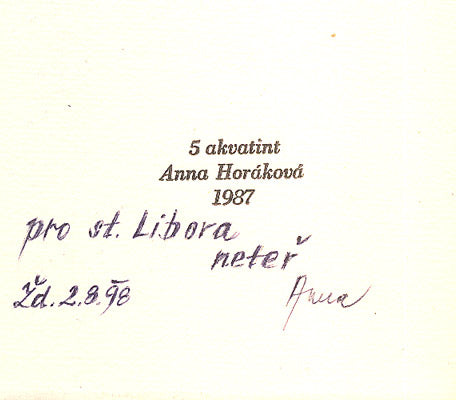 5 akvatint
Anna Horáková
1987
pro st. Libora
neteř
Žd. 2.8.98
Anna